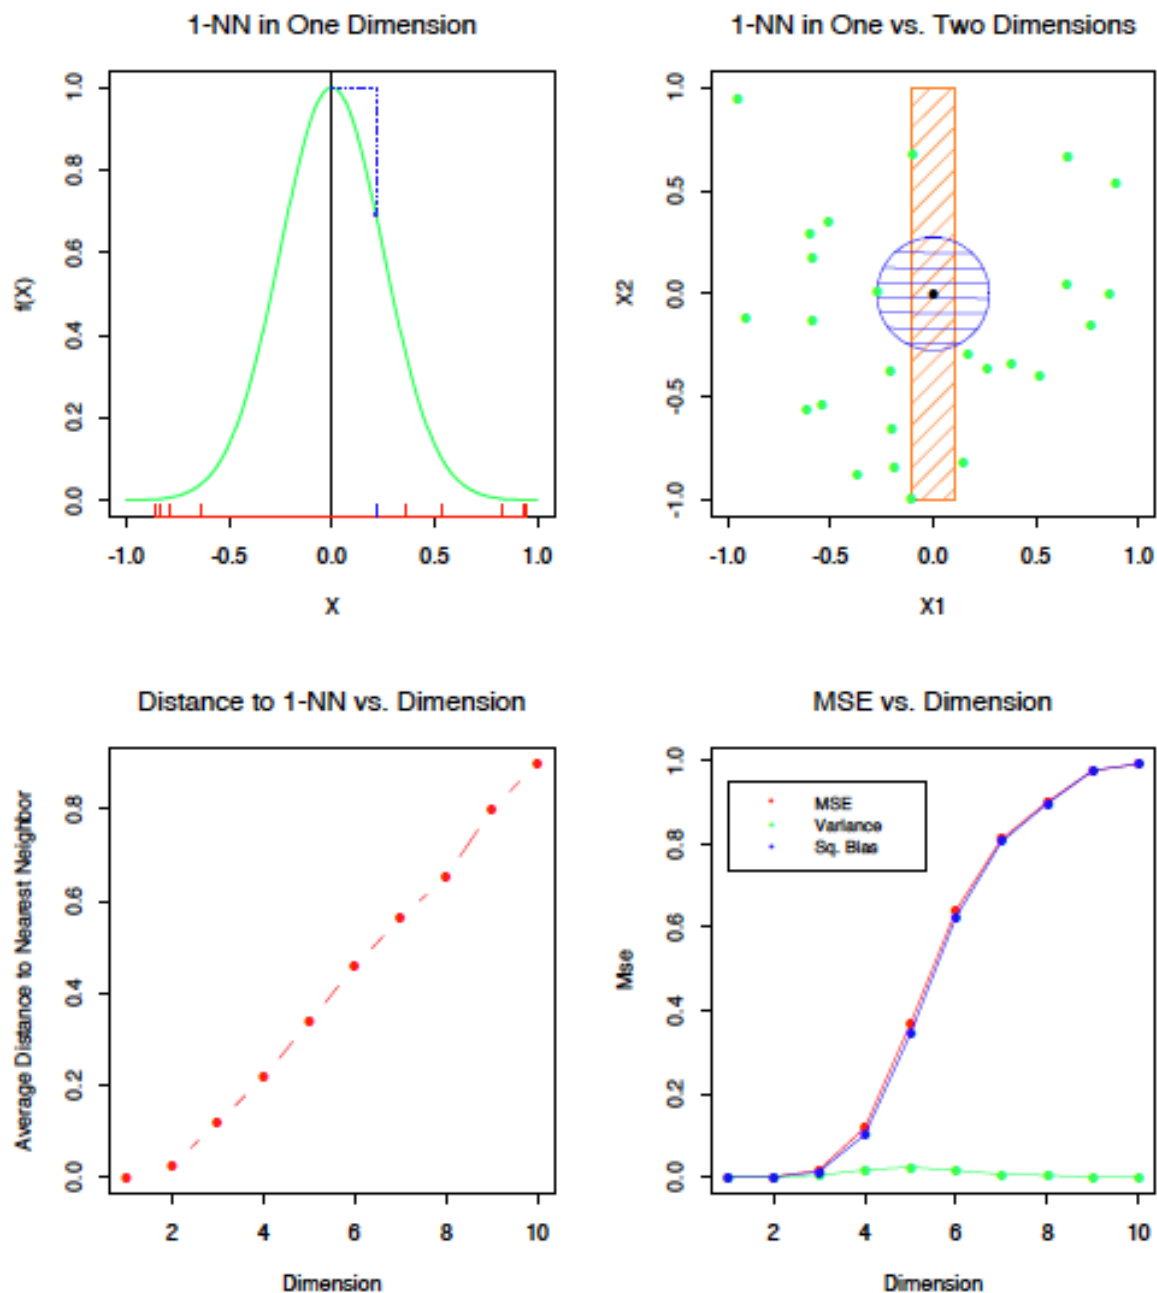 1-NN in One Dimension
f(X)
0.0 0.2 0.4 0.6 0.8 1.0
-1.0 -0.5 0.0 0.5 1.0
X
1-NN in One vs. Two Dimensions
X2
-1.0 -0.5 0.0 0.5 1.0
-1.0 -0.5 0.0 0.5 1.0
X1
Distance to 1-NN vs. Dimension
Average Distance to Nearest Neighbor
0.0 0.2 0.4 0.6 0.8
2 4 6 8 10
Dimension
MSE vs. Dimension
Mse
0.0 0.2 0.4 0.6 0.8 1.0
MSE
Variance
Sq. Bias
2 4 6 8 10
Dimension